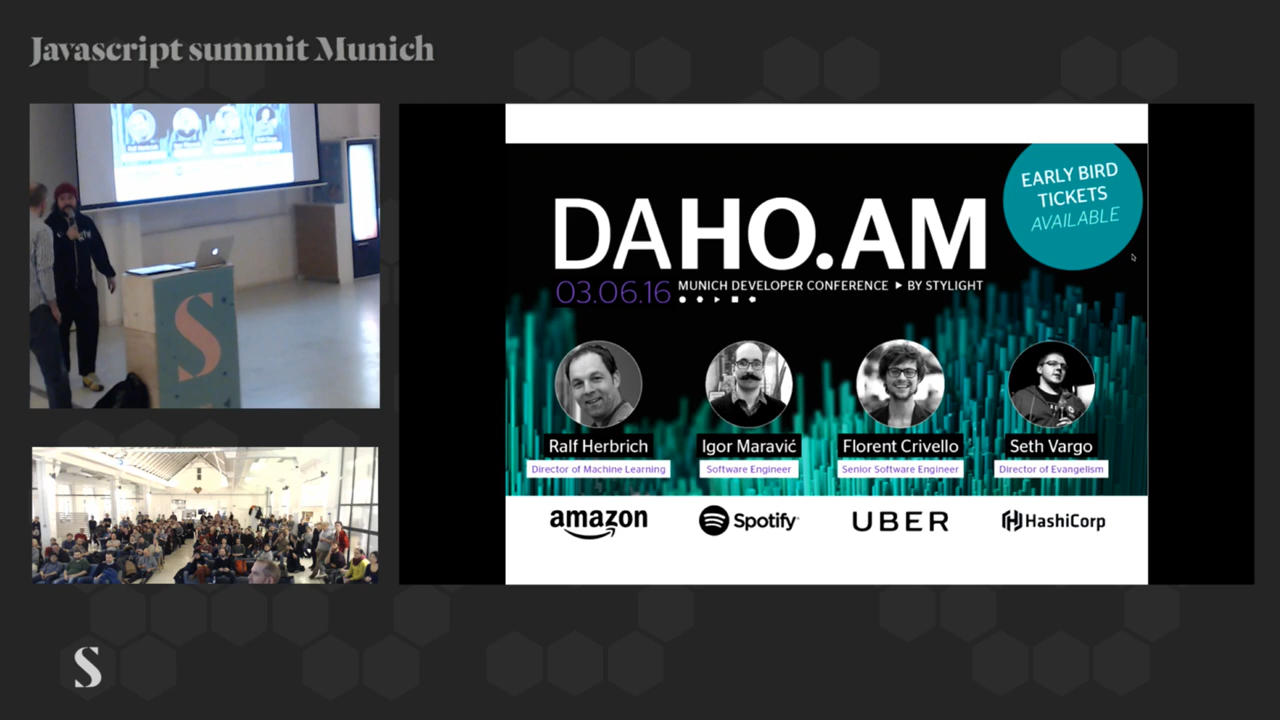 Javascript summit Munich
EARLY BIRD
TICKETS
AVAILABLE
DAHO.AM
03.06.16 MUNICH DEVELOPER CONFERENCE ▶ BY STYLIGHT
Ralf Herbrich
Director of Machine Learning
Igor Maravić
Software Engineer
Florent Crivello
Senior Software Engineer
Seth Vargo
Director of Evangelism
amazon
Spotify
UBER
HashiCorp
S
S